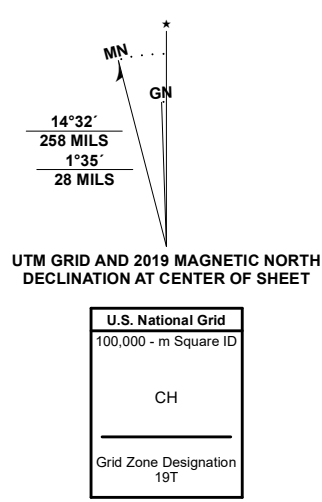 ★
MN
GN
14°32´
258 MILS
1°35´
28 MILS
UTM GRID AND 2019 MAGNETIC NORTH
DECLINATION AT CENTER OF SHEET
U.S. National Grid
100,000 - m Square ID
CH
Grid Zone Designation
19T